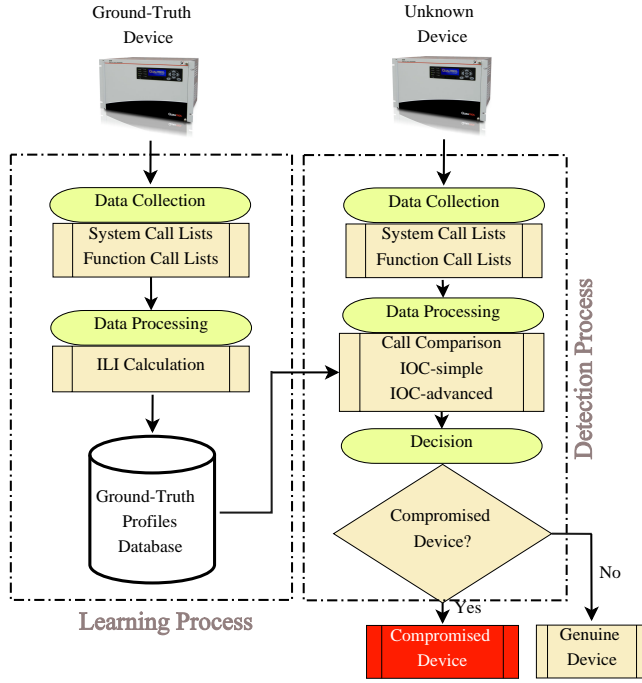 Ground-Truth
Device
Unknown
Device
Data Collection
System Call Lists
Function Call Lists
Data Processing
ILI Calculation
Ground-Truth
Profiles
Database
Learning Process
Data Collection
System Call Lists
Function Call Lists
Data Processing
Call Comparison
IOC-simple
IOC-advanced
Decision
Compromised
Device?
Detection Process
No
Yes
Compromised
Device
Genuine
Device